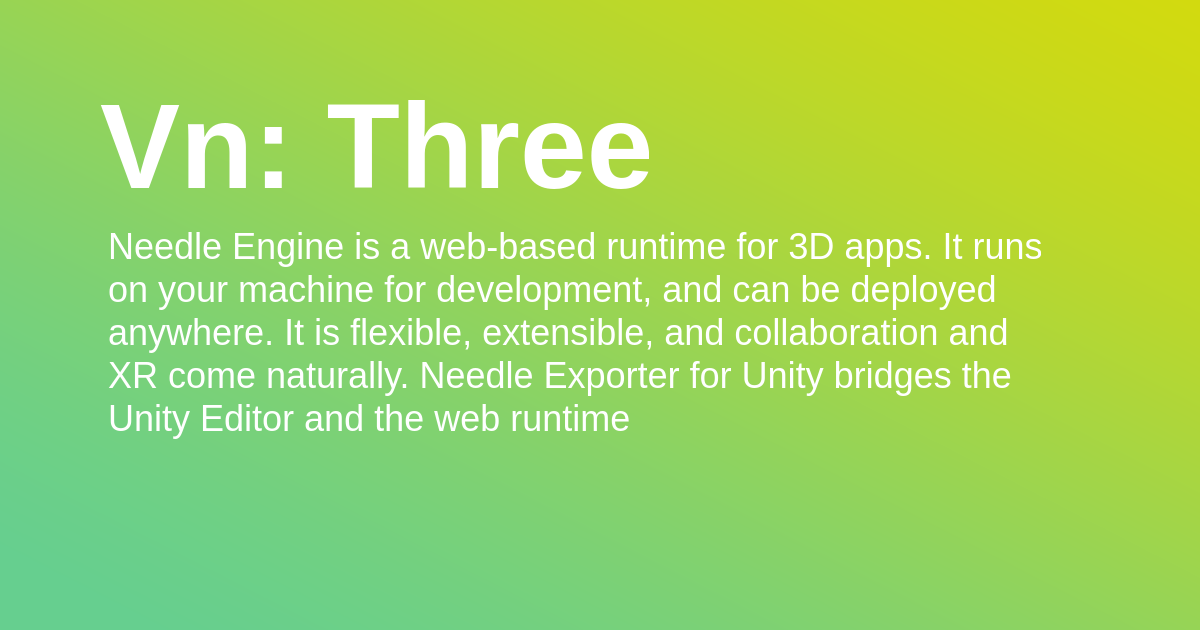 Vn: Three
Needle Engine is a web-based runtime for 3D apps. It runs
on your machine for development, and can be deployed
anywhere. It is flexible, extensible, and collaboration and
XR come naturally. Needle Exporter for Unity bridges the
Unity Editor and the web runtime